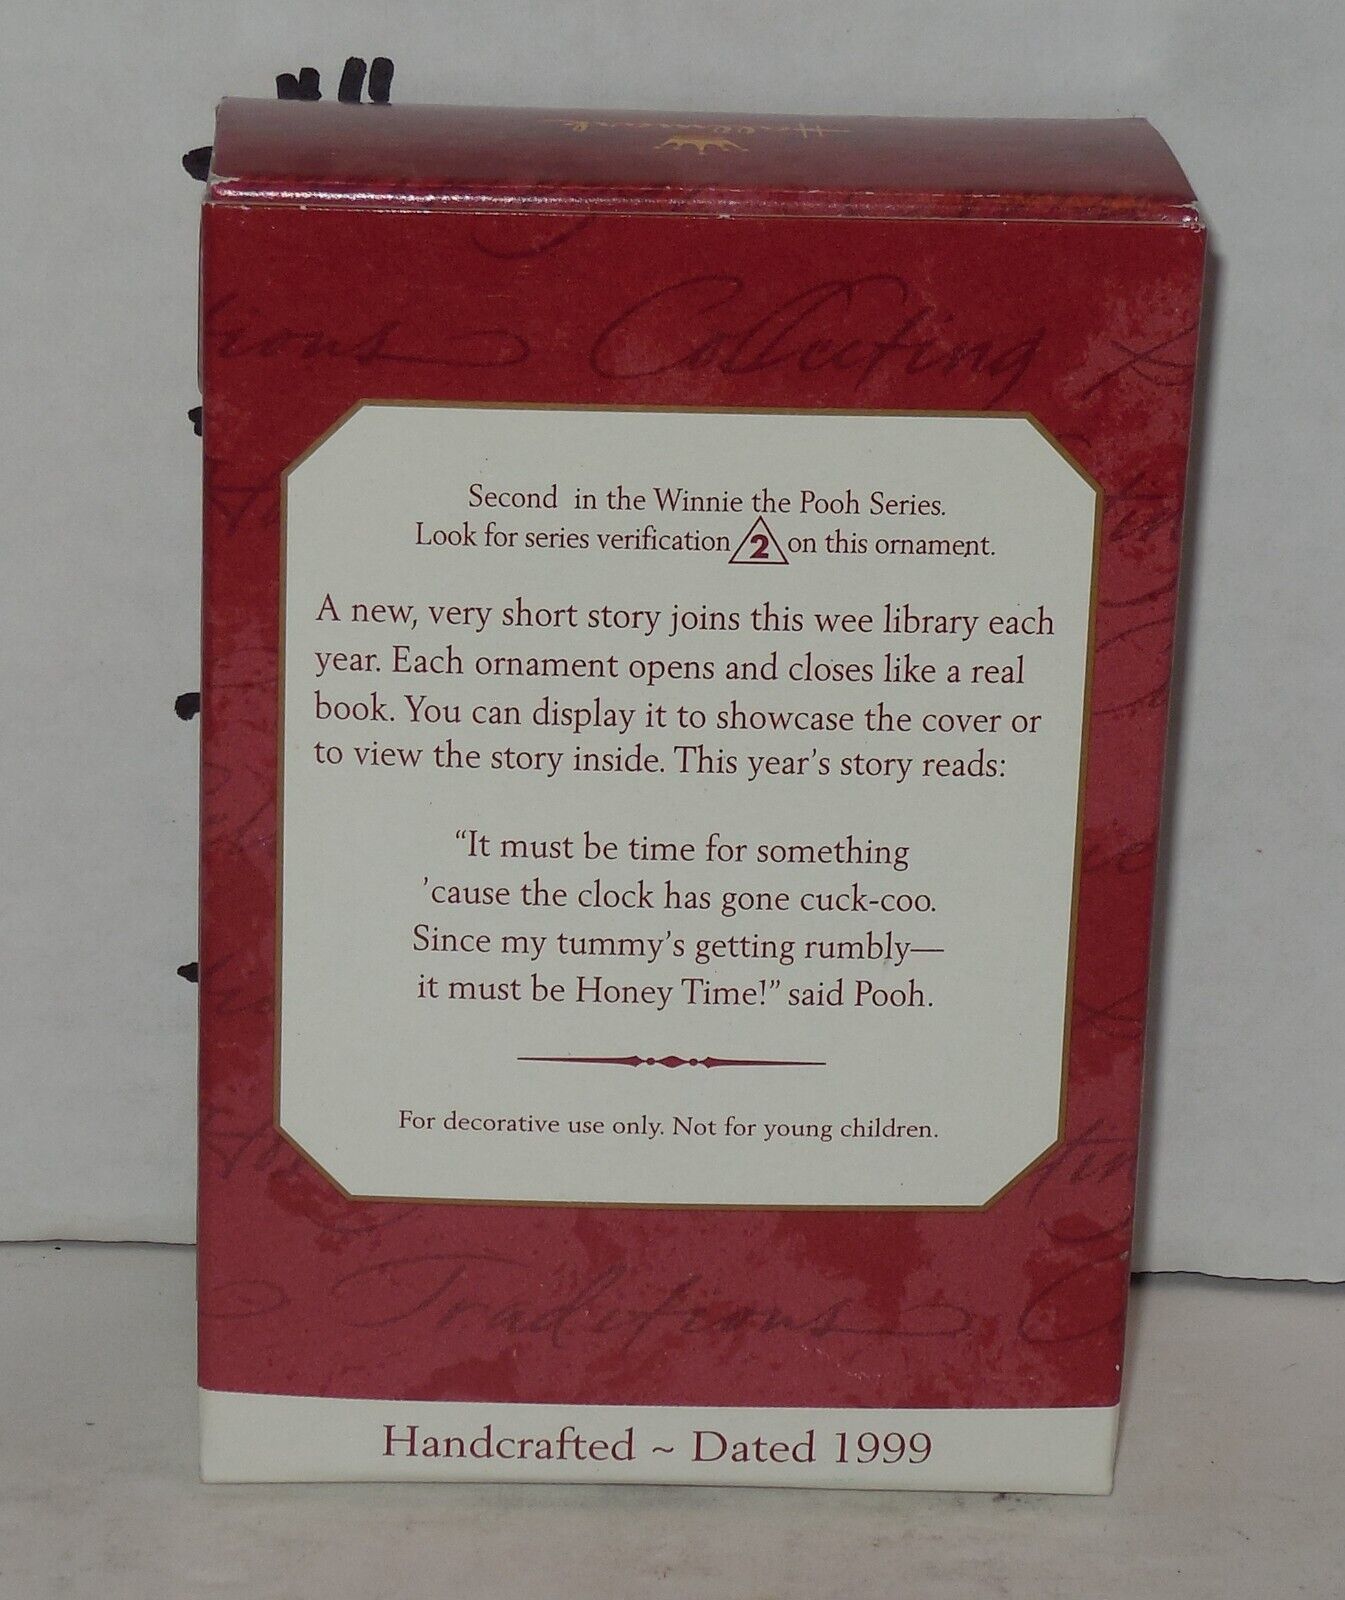 Hallmark
tions Collecting
Second in the Winnie the Pooh Series.
Look for series verification 2 on this ornament.
A new, very short story joins this wee library each
year. Each ornament opens and closes like a real
book. You can display it to showcase the cover or
to view the story inside. This year's story reads:
“It must be time for something
’cause the clock has gone cuck-coo.
Since my tummy’s getting rumbly—
it must be Honey Time!” said Pooh.
For decorative use only. Not for young children.
Traditions
Handcrafted ~ Dated 1999